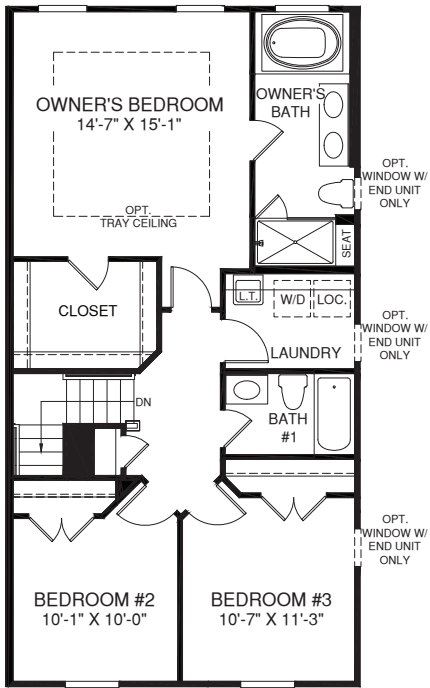 OWNER'S BEDROOM
14'-7" X 15'-1"
OPT.
TRAY CEILING
OWNER'S
BATH
OPT.
WINDOW W/
END UNIT
ONLY
SEAT
CLOSET
L.T.
W/D
LOC.
LAUNDRY
OPT.
WINDOW W/
END UNIT
ONLY
DN
BATH
#1
OPT.
WINDOW W/
END UNIT
ONLY
BEDROOM #2
10'-1" X 10'-0"
BEDROOM #3
10'-7" X 11'-3"